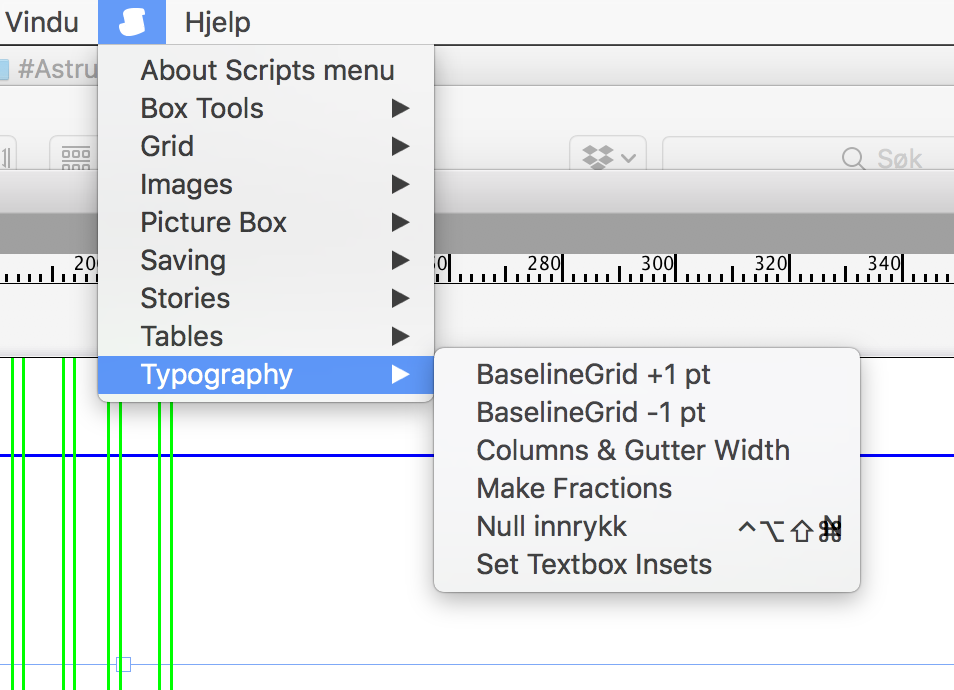 Vindu Hjelp
#Astru
About Scripts menu
Box Tools
Grid
Images
Søk
Picture Box
Saving
280 300 320 340
Stories
Tables
Typography
BaselineGrid +1 pt
BaselineGrid -1 pt
Columns & Gutter Width
Make Fractions
Null innrykk ^⌥⇧⌘N
Set Textbox Insets